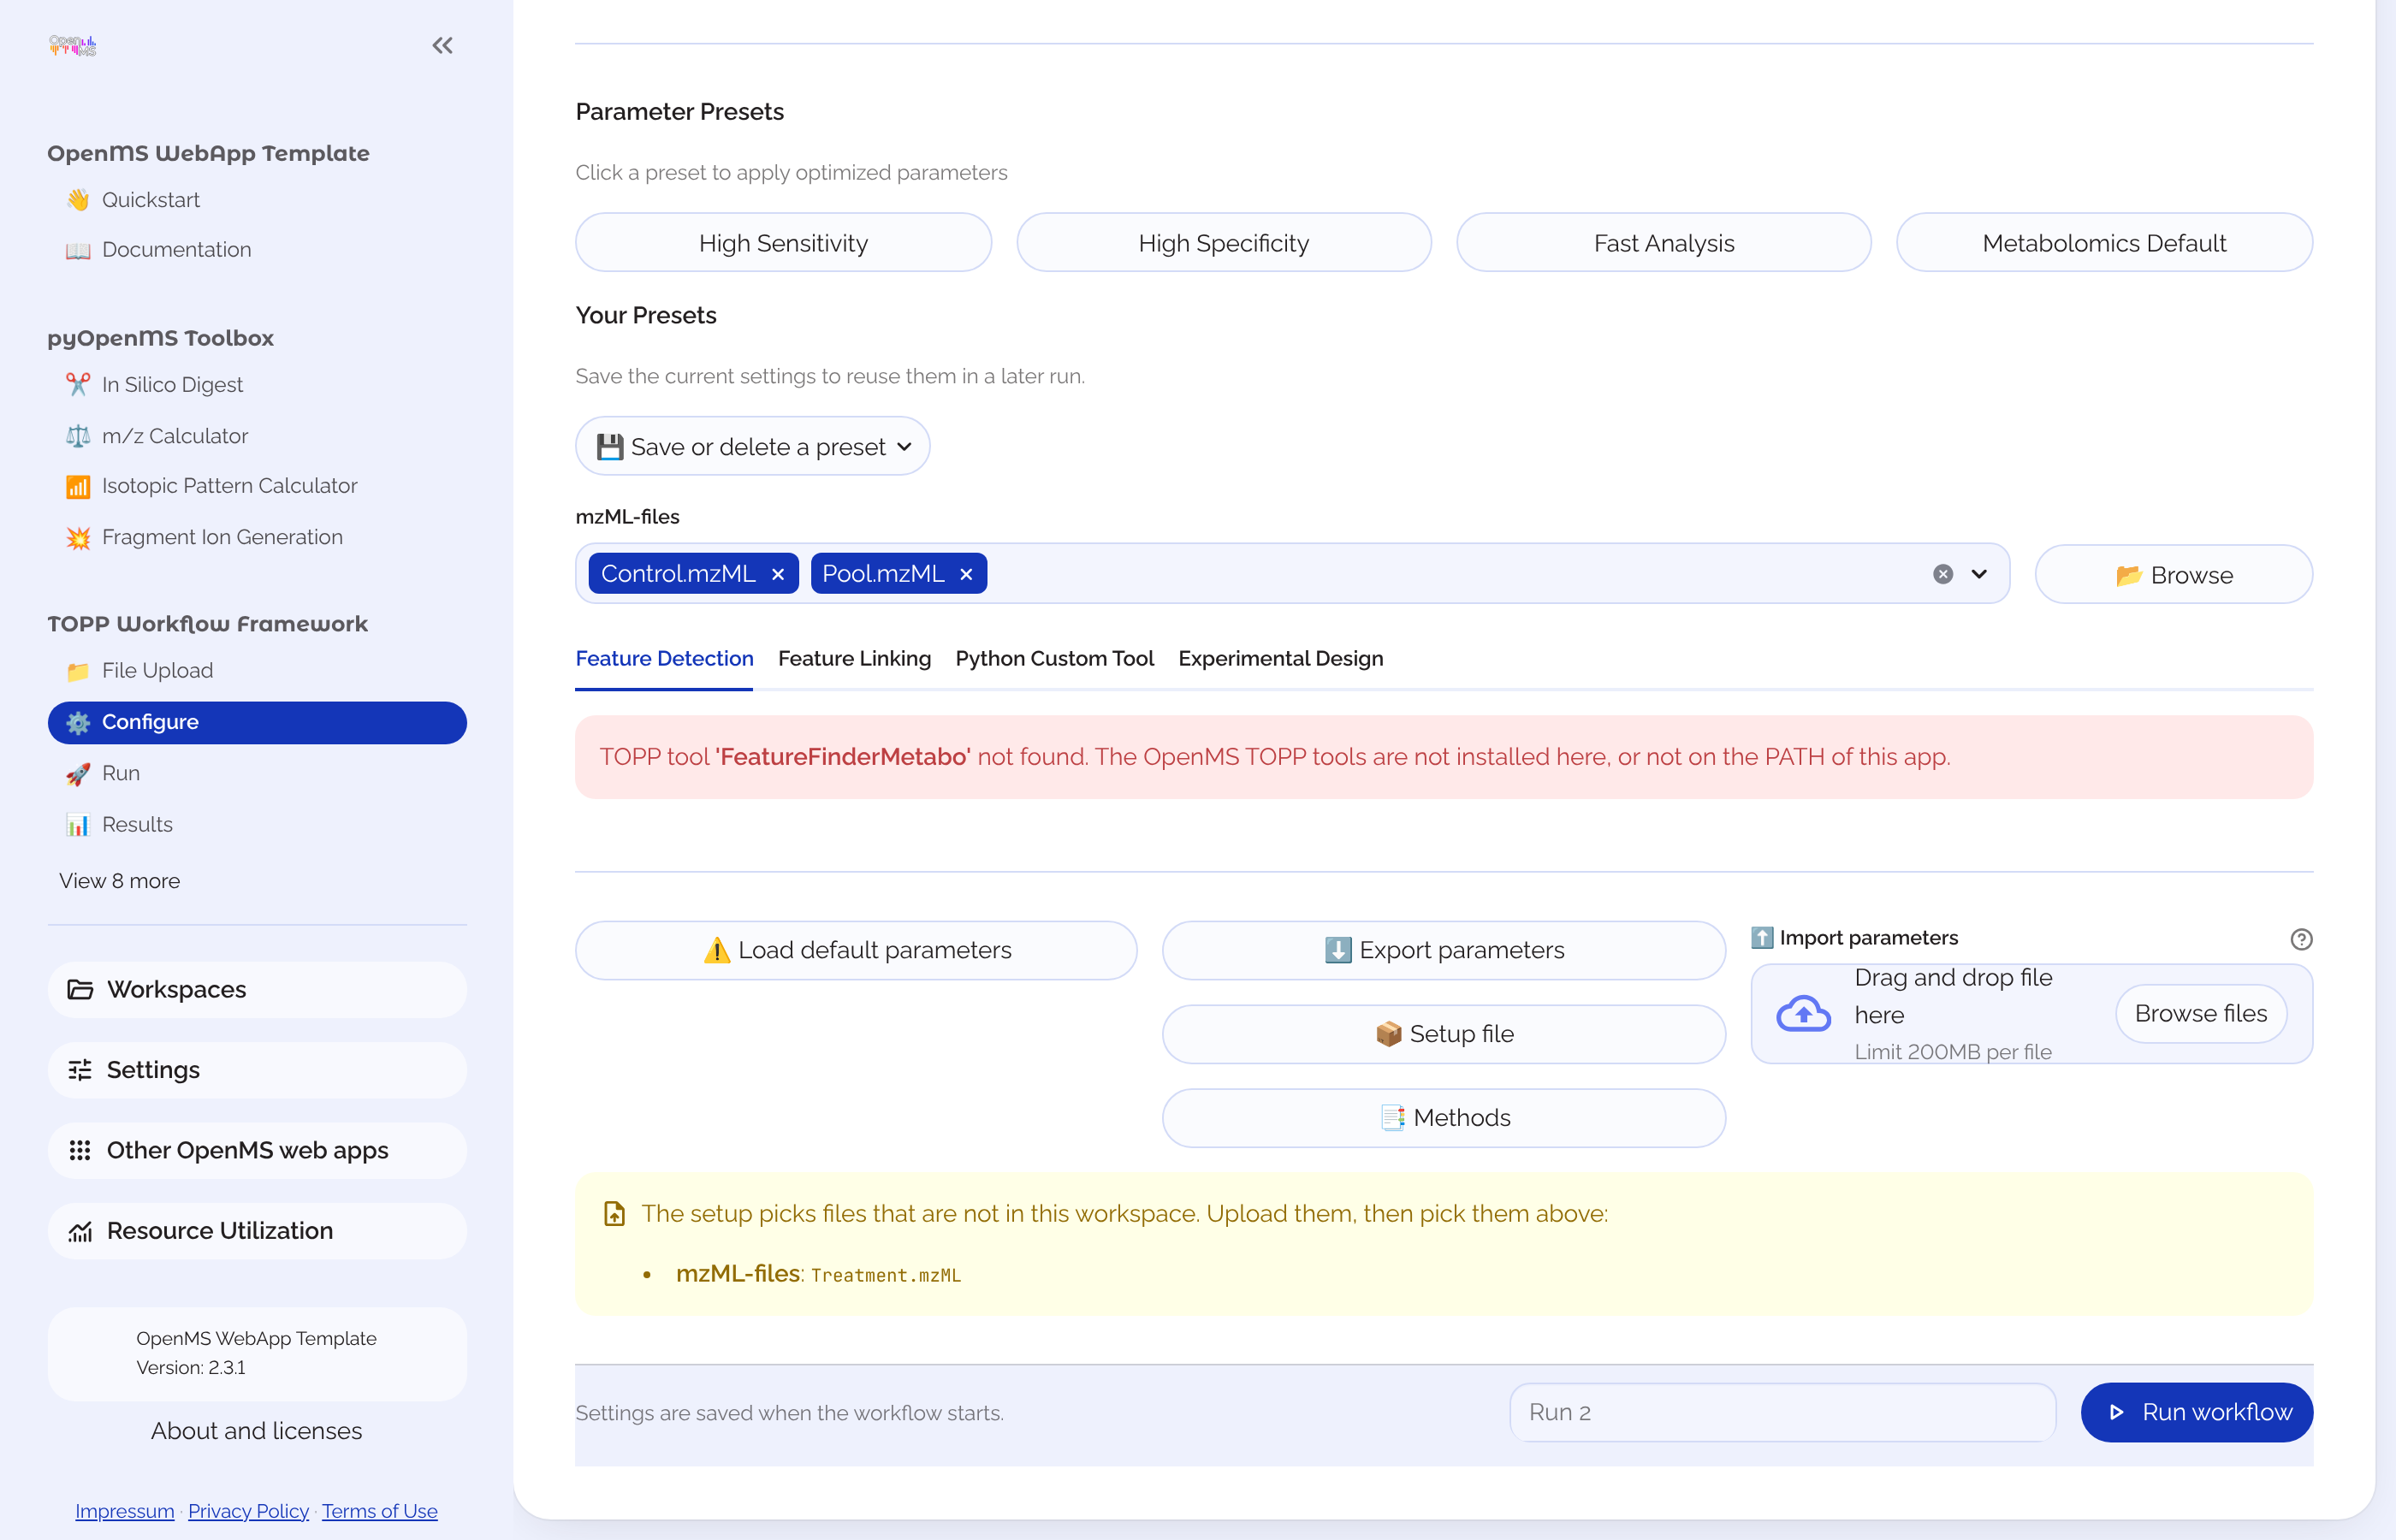 OpenMS
OpenMS WebApp Template
Quickstart
Documentation
pyOpenMS Toolbox
In Silico Digest
m/z Calculator
Isotopic Pattern Calculator
Fragment Ion Generation
TOPP Workflow Framework
File Upload
Configure
Run
Results
View 8 more
Workspaces
Settings
Other OpenMS web apps
Resource Utilization
OpenMS WebApp Template
Version: 2.3.1
About and licenses
Impressum · Privacy Policy · Terms of Use
Parameter Presets
Click a preset to apply optimized parameters
High Sensitivity High Specificity Fast Analysis Metabolomics Default
Your Presets
Save the current settings to reuse them in a later run.
Save or delete a preset
mzML-files
Control.mzML Pool.mzML Browse
Feature Detection Feature Linking Python Custom Tool Experimental Design
TOPP tool 'FeatureFinderMetabo' not found. The OpenMS TOPP tools are not installed here, or not on the PATH of this app.
Load default parameters
Export parameters
Setup file
Methods
Import parameters
Drag and drop file
here
Limit 200MB per file
Browse files
The setup picks files that are not in this workspace. Upload them, then pick them above:
• mzML-files: Treatment.mzML
Settings are saved when the workflow starts. Run 2 Run workflow